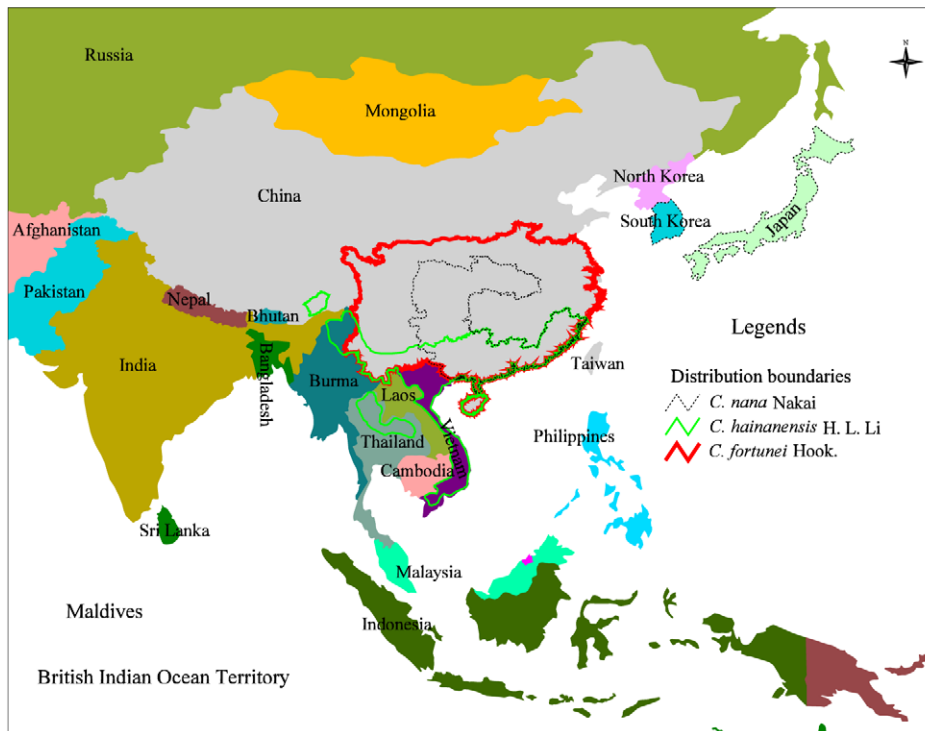 Russia
N
Mongolia
North Korea
China
South Korea
Japan
Afghanistan
Pakistan
Nepal
Bhutan
Legends
India
Bangladesh
Burma
Laos
Taiwan
Distribution boundaries
C. nana Nakai
C. hainanensis H. L. Li
C. fortunei Hook.
Thailand
Vietnam
Philippines
Cambodia
Sri Lanka
Malaysia
Maldives
Indonesia
British Indian Ocean Territory